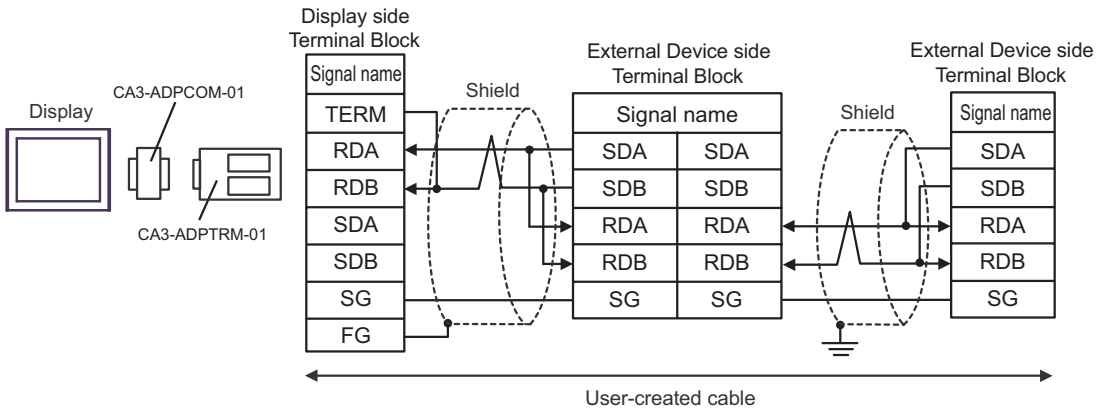 Display
CA3-ADPCOM-01
CA3-ADPTRM-01
Display side
Terminal Block
Signal name
TERM
RDA
RDB
SDA
SDB
SG
FG
Shield
External Device side
Terminal Block
Signal name
SDA SDA
SDB SDB
RDA RDA
RDB RDB
SG SG
Shield
External Device side
Terminal Block
Signal name
SDA
SDB
RDA
RDB
SG
User-created cable